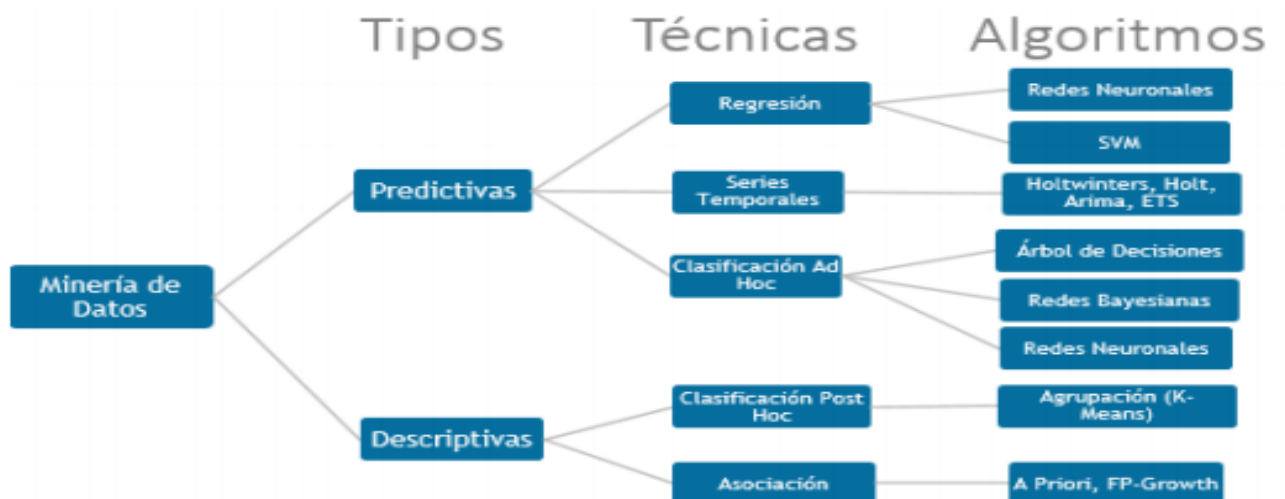 Tipos
Técnicas
Algoritmos
Regresión
Redes Neuronales
SVM
Predictivas
Series
Temporales
Holtwinters, Holt,
Arima, ETS
Clasificación Ad
Hoc
Árbol de Decisiones
Redes Bayesianas
Redes Neuronales
Minería de
Datos
Descriptivas
Clasificación Post
Hoc
Agrupación (K-
Means)
Asociación
A Priori, FP-Growth